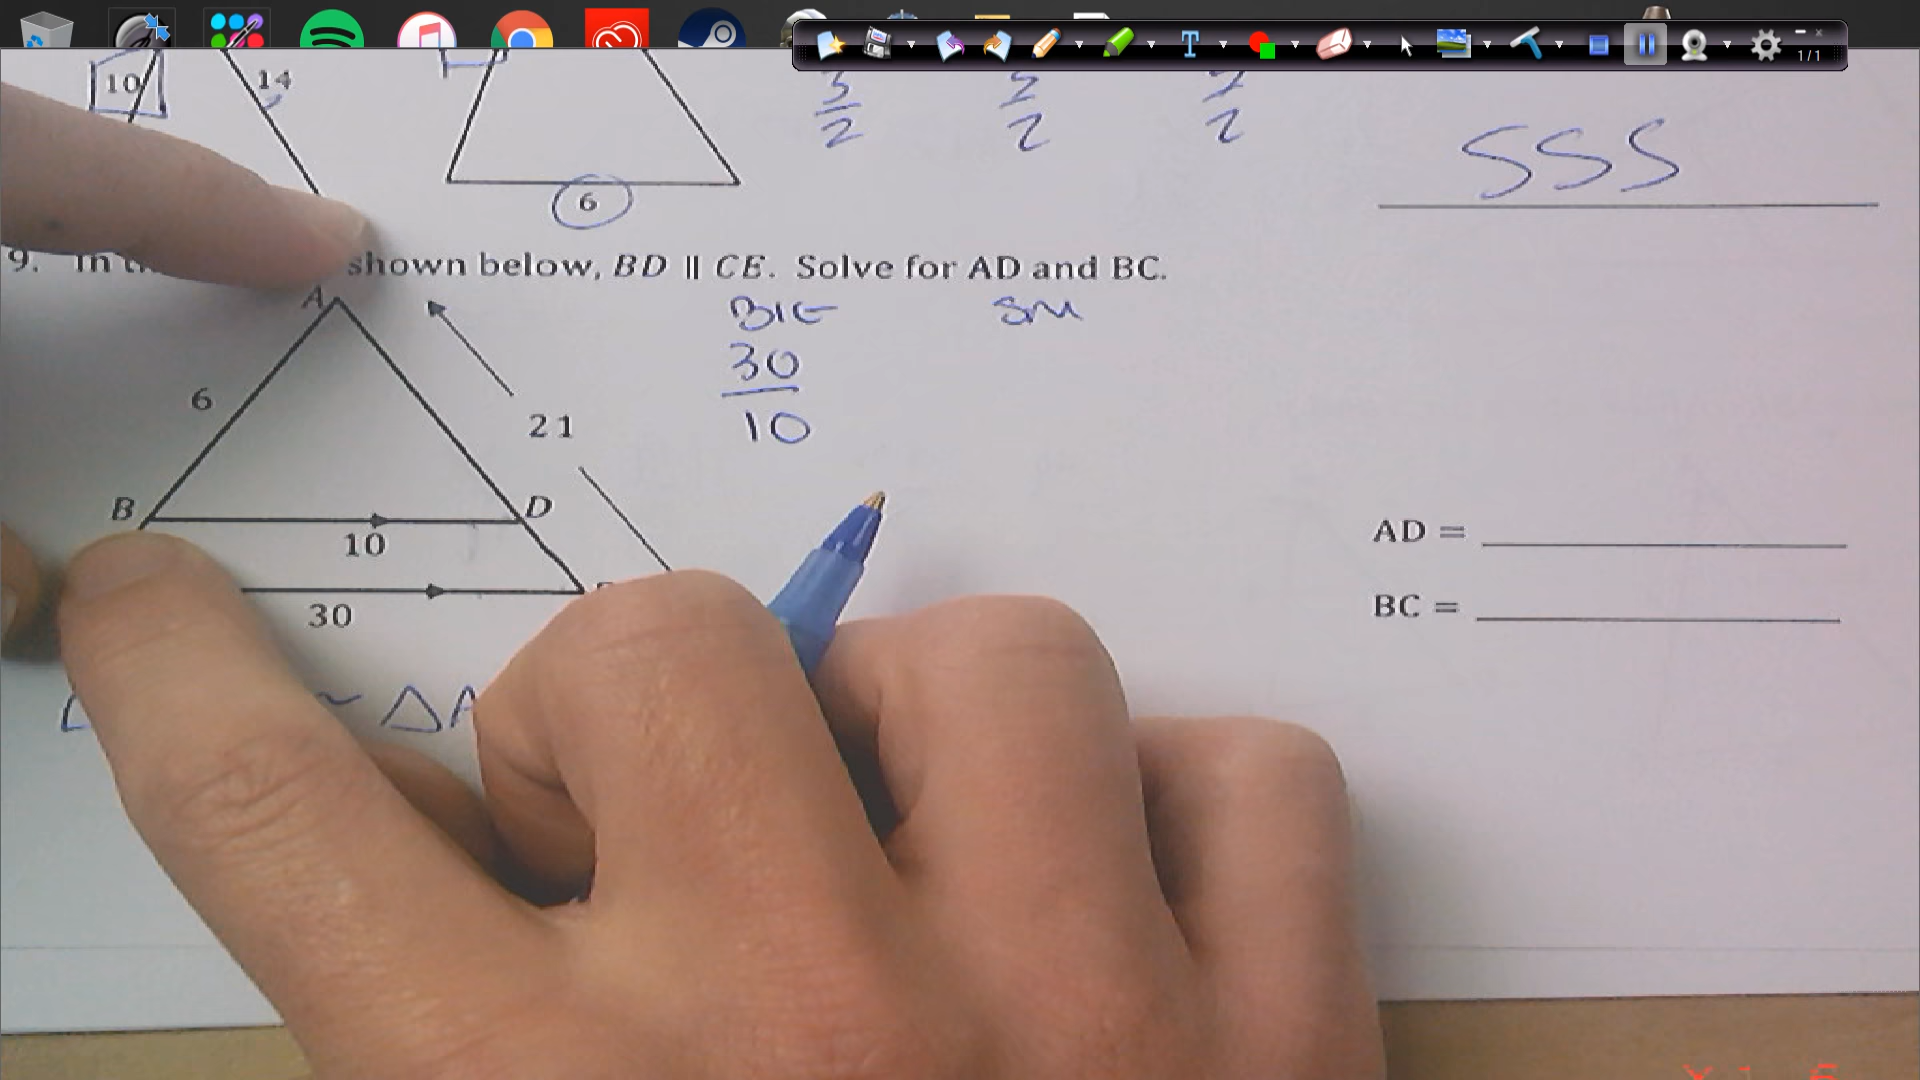 1/1
10 14
6
3/2 2 2
SSS
9. In shown below, BD ∥ CE. Solve for AD and BC.
A
BIG SM
30
10
6
21
B D
10
30
AD =
BC =
~ △A